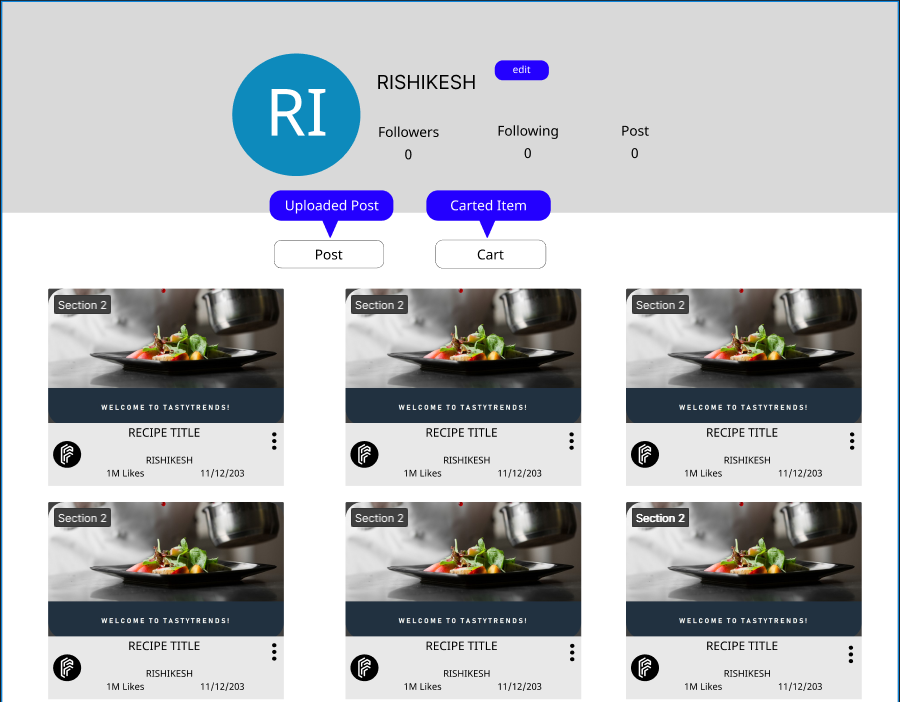 RI
RISHIKESH
edit
Followers
Following
Post
0
0
0
Uploaded Post
Carted Item
Post
Cart
Section 2
Section 2
Section 2
WELCOME TO TASTYTRENDS!
WELCOME TO TASTYTRENDS!
WELCOME TO TASTYTRENDS!
RECIPE TITLE
RECIPE TITLE
RECIPE TITLE
RISHIKESH
RISHIKESH
RISHIKESH
1M Likes 11/12/203
1M Likes 11/12/203
1M Likes 11/12/203
Section 2
Section 2
Section 2
WELCOME TO TASTYTRENDS!
WELCOME TO TASTYTRENDS!
WELCOME TO TASTYTRENDS!
RECIPE TITLE
RECIPE TITLE
RECIPE TITLE
RISHIKESH
RISHIKESH
RISHIKESH
1M Likes 11/12/203
1M Likes 11/12/203
1M Likes 11/12/203